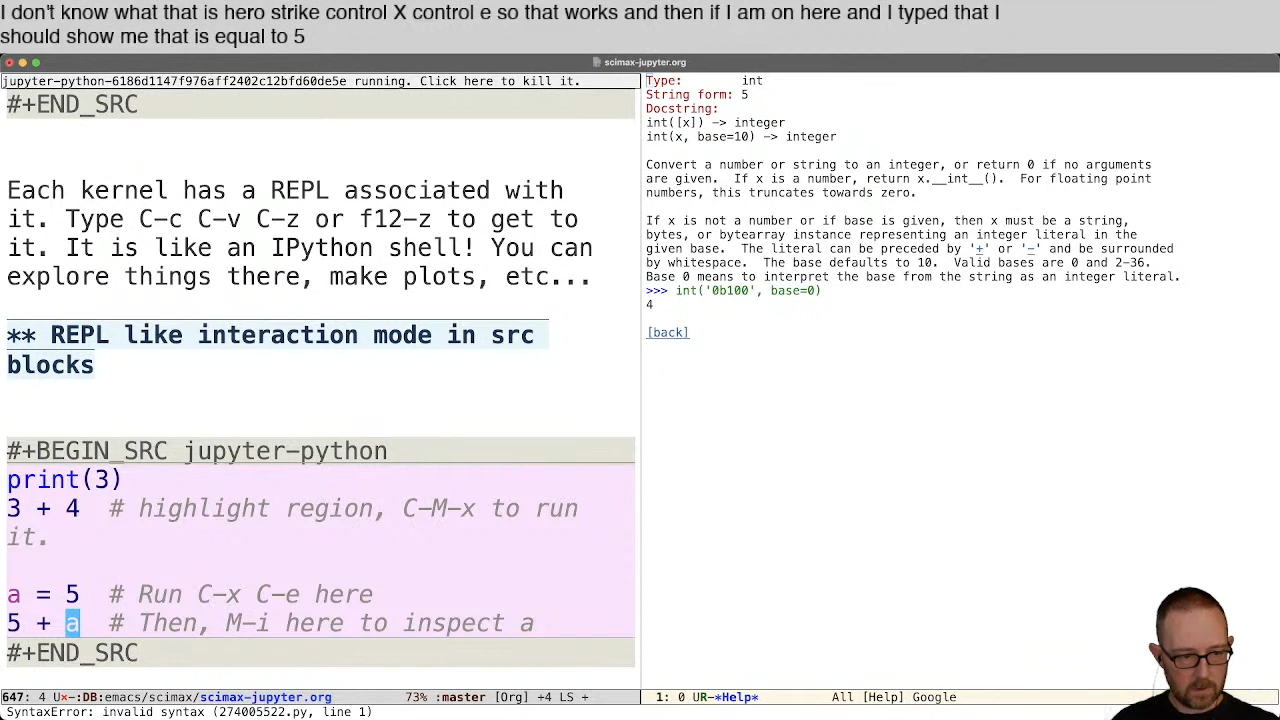 I don't know what that is hero strike control X control e so that works and then if I am on here and I typed that I
should show me that is equal to 5
scimax-jupyter.org
jupyter-python-6186d1147f976aff2402c12bfd60de5e running. Click here to kill it.
#+END_SRC
Each kernel has a REPL associated with
it. Type C-c C-v C-z or f12-z to get to
it. It is like an IPython shell! You can
explore things there, make plots, etc...
** REPL like interaction mode in src
blocks
#+BEGIN_SRC jupyter-python
print(3)
3 + 4  # highlight region, C-M-x to run
it.
a = 5  # Run C-x C-e here
5 + a  # Then, M-i here to inspect a
#+END_SRC
647: 4 U×-:DB:emacs/scimax/scimax-jupyter.org 73% :master [Org] +4 LS +
SyntaxError: invalid syntax (274005522.py, line 1)
Type: int
String form: 5
Docstring:
int([x]) -> integer
int(x, base=10) -> integer
Convert a number or string to an integer, or return 0 if no arguments
are given.  If x is a number, return x.__int__().  For floating point
numbers, this truncates towards zero.
If x is not a number or if base is given, then x must be a string,
bytes, or bytearray instance representing an integer literal in the
given base.  The literal can be preceded by '+' or '-' and be surrounded
by whitespace.  The base defaults to 10.  Valid bases are 0 and 2-36.
Base 0 means to interpret the base from the string as an integer literal.
>>> int('0b100', base=0)
4
[back]
1: 0 UR-*Help* All [Help] Google